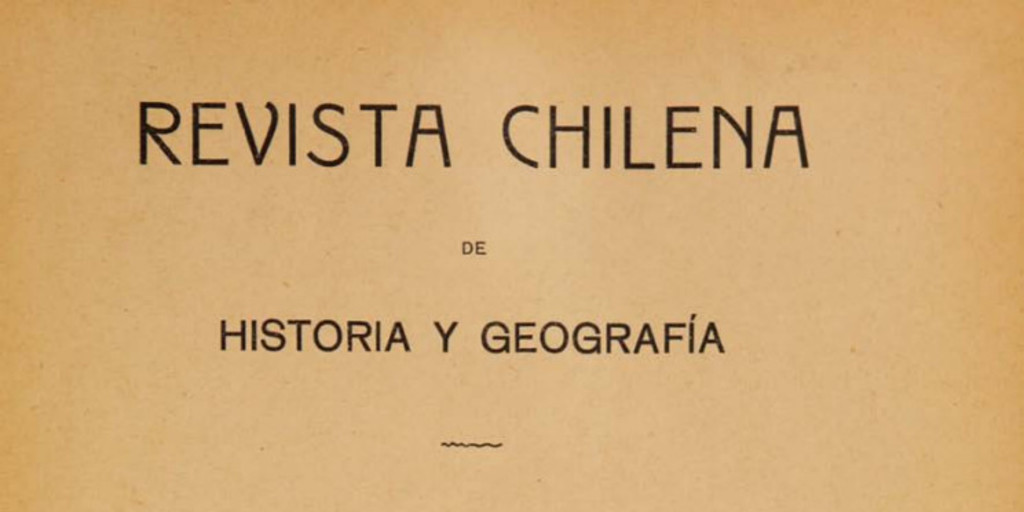 REVISTA CHILENA
DE
HISTORIA Y GEOGRAFÍA